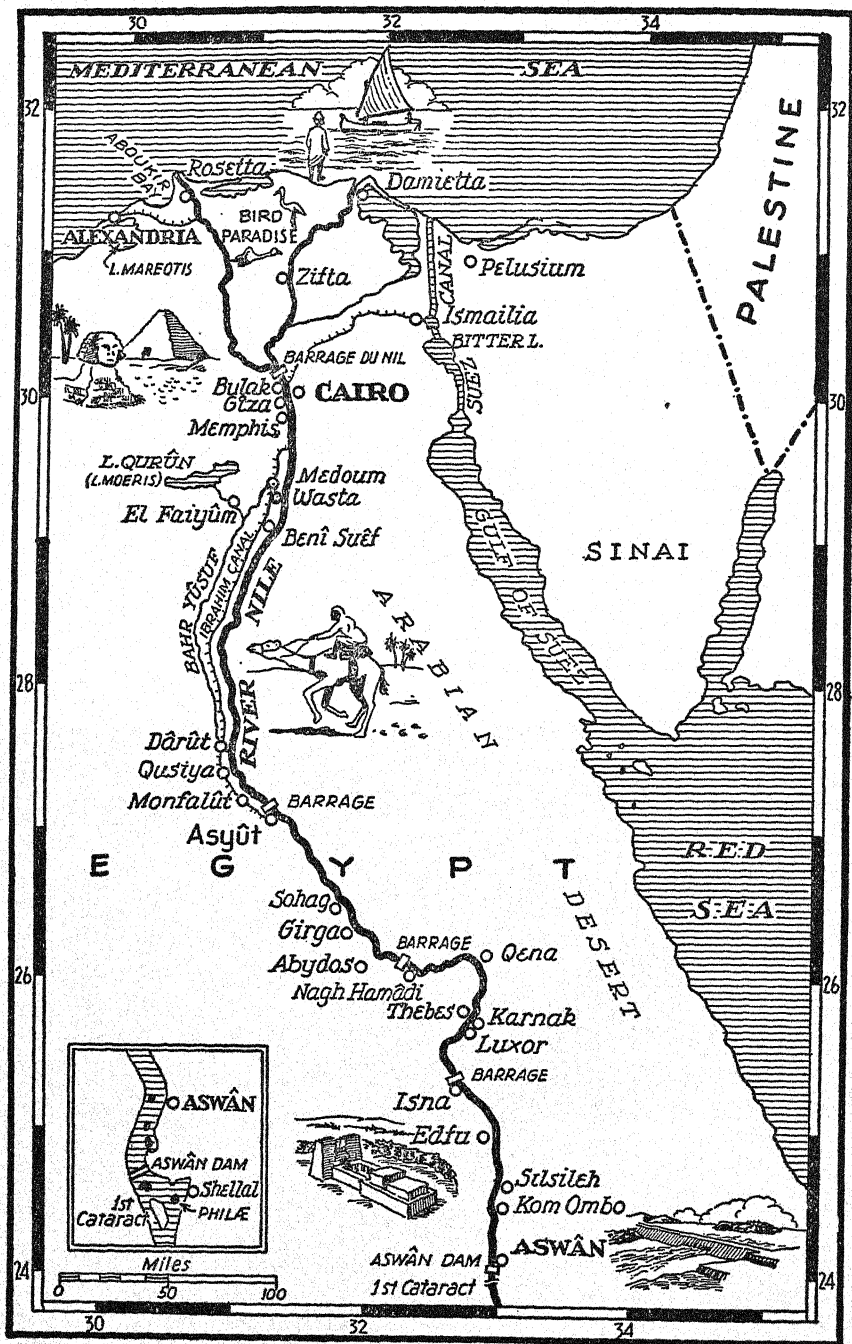 30 32 34
MEDITERRANEAN SEA
32 32
ABOUKIR BAY
Rosetta
Damietta
BIRD
PARADISE
ALEXANDRIA
L. MAREOTIS
Zifta
CANAL
Pelusium
PALESTINE
Ismailia
BITTER L.
SUEZ
BARRAGE DU NIL
Bulak
CAIRO
30 30
Gîza
Memphis
L. QURÛN
(L. MOERIS)
Medoum
Wasta
El Faiyûm
Benî Suêf
GULF OF SUEZ
SINAI
BAHR YÛSUF
IBRAHIM CANAL
RIVER NILE
ARABIAN DESERT
28 28
Dârût
Qusiya
Monfalût
BARRAGE
Asyût
EGYPT
RED
SEA
Sohag
Girga
BARRAGE
Qena
Abydos
26 26
Nagh Hamâdi
Thebes
Karnak
Luxor
BARRAGE
Isna
Edfu
Silsileh
Kom Ombo
ASWÂN DAM
ASWÂN
1st Cataract
24 24
ASWÂN
ASWÂN DAM
Shellal
1st
Cataract
PHILÆ
Miles
0 50 100
30 32 34